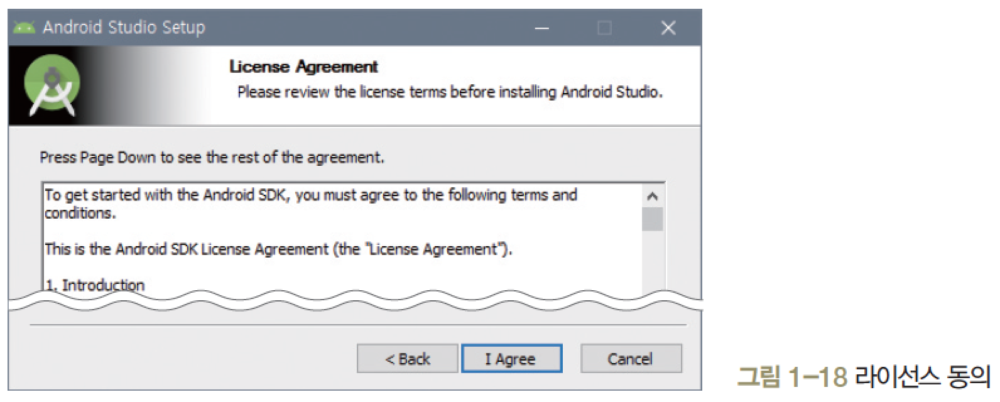 Android Studio Setup
License Agreement
Please review the license terms before installing Android Studio.
Press Page Down to see the rest of the agreement.
To get started with the Android SDK, you must agree to the following terms and
conditions.
This is the Android SDK License Agreement (the "License Agreement").
1. Introduction
< Back
I Agree
Cancel
그림 1-18 라이선스 동의